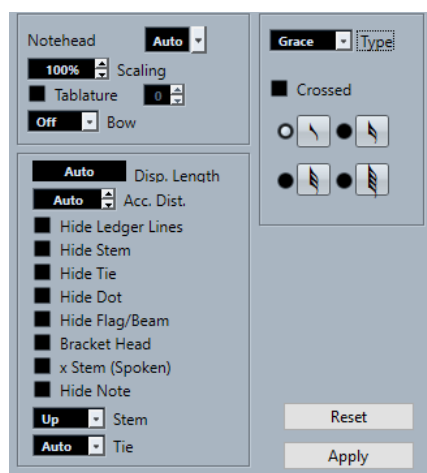 Notehead Auto
100% Scaling
Tablature 0
Off Bow
Auto Disp. Length
Auto Acc. Dist.
Hide Ledger Lines
Hide Stem
Hide Tie
Hide Dot
Hide Flag/Beam
Bracket Head
x Stem (Spoken)
Hide Note
Up Stem
Auto Tie
Grace Type
Crossed
Reset
Apply